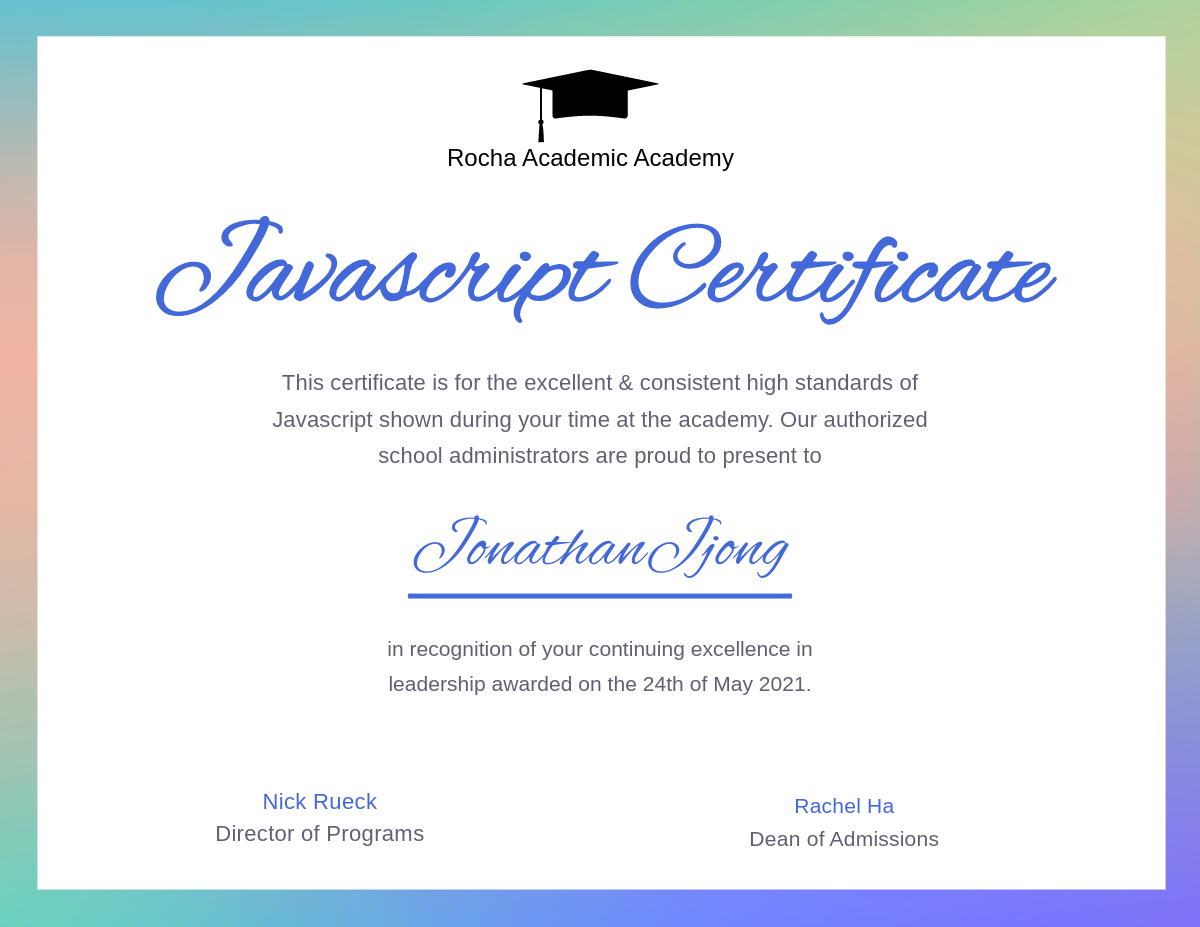 Rocha Academic Academy
Javascript Certificate
This certificate is for the excellent & consistent high standards of
Javascript shown during your time at the academy. Our authorized
school administrators are proud to present to
Jonathan Jjong
in recognition of your continuing excellence in
leadership awarded on the 24th of May 2021.
Nick Rueck
Director of Programs
Rachel Ha
Dean of Admissions